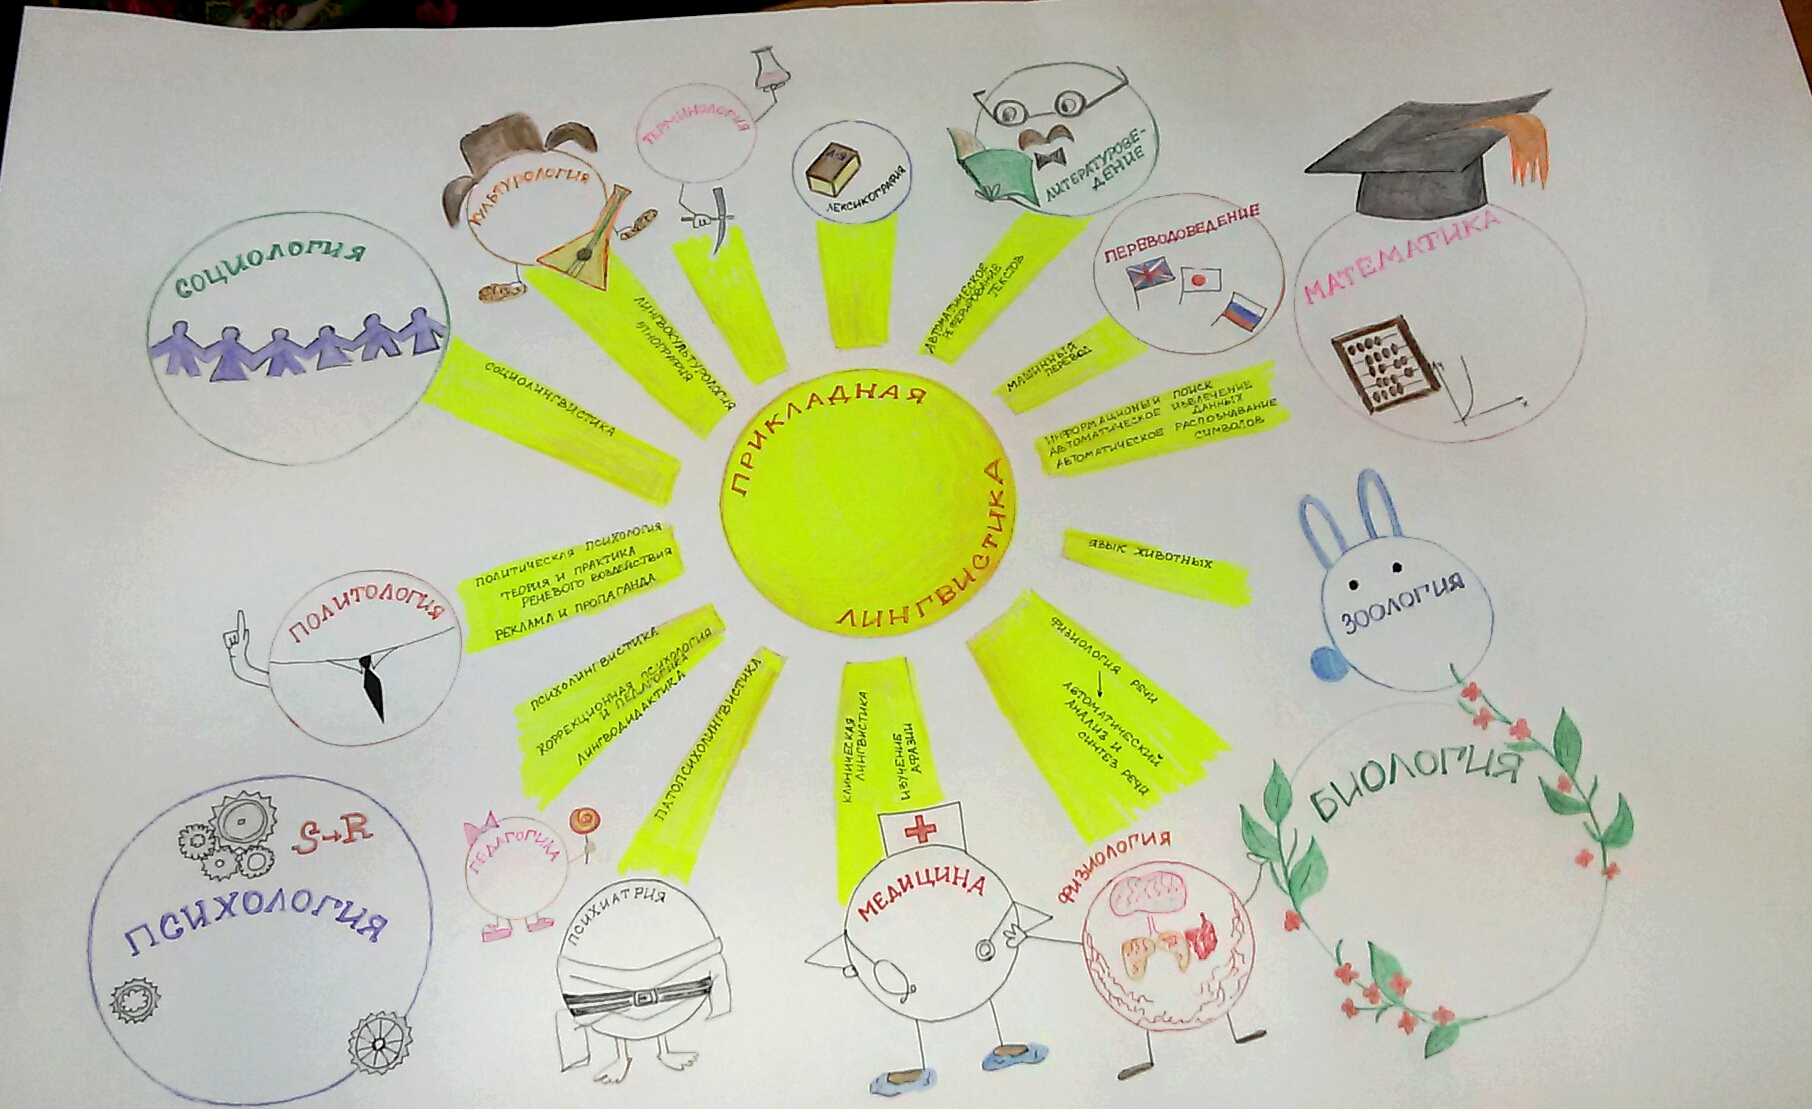 ПРИКЛАДНАЯ
ЛИНГВИСТИКА
СОЦИОЛОГИЯ
СОЦИОЛИНГВИСТИКА
КУЛЬТУРОЛОГИЯ
ЛИНГВОКУЛЬТУРОЛОГИЯ
ЭТНОГРАФИЯ
ТЕРМИНОЛОГИЯ
А-Я
ЛЕКСИКОГРАФИЯ
ЛИТЕРАТУРОВЕ-
ДЕНИЕ
АВТОМАТИЧЕСКОЕ
РЕФЕРИРОВАНИЕ
ТЕКСТОВ
ПЕРЕВОДОВЕДЕНИЕ
МАШИННЫЙ
ПЕРЕВОД
МАТЕМАТИКА
x
ИНФОРМАЦИОНЫЙ ПОИСК
АВТОМАТИЧЕСКОЕ ИЗВЛЕЧЕНИЕ
ДАННЫХ
АВТОМАТИЧЕСКОЕ РАСПОЗНАВАНИЕ
СИМВОЛОВ
ЗООЛОГИЯ
ЯЗЫК ЖИВОТНЫХ
БИОЛОГИЯ
ФИЗИОЛОГИЯ
ФИЗИОЛОГИЯ РЕЧИ
↓
АВТОМАТИЧЕСКИЙ
АНАЛИЗ И
СИНТЕЗ РЕЧИ
МЕДИЦИНА
КЛИНИЧЕСКАЯ
ЛИНГВИСТИКА
ИЗУЧЕНИЕ
АФАЗИИ
ПСИХИАТРИЯ
ПАТОПСИХОЛИНГВИСТИКА
ПЕДАГОГИКА
ПСИХОЛОГИЯ
S→R
ПСИХОЛИНГВИСТИКА
КОРРЕКЦИОННАЯ ПСИХОЛОГИЯ
И ПЕДАГОГИКА
ЛИНГВОДИДАКТИКА
ПОЛИТОЛОГИЯ
ПОЛИТИЧЕСКАЯ ПСИХОЛОГИЯ
ТЕОРИЯ И ПРАКТИКА
РЕЧЕВОГО ВОЗДЕЙСТВИЯ
РЕКЛАМА И ПРОПАГАНДА